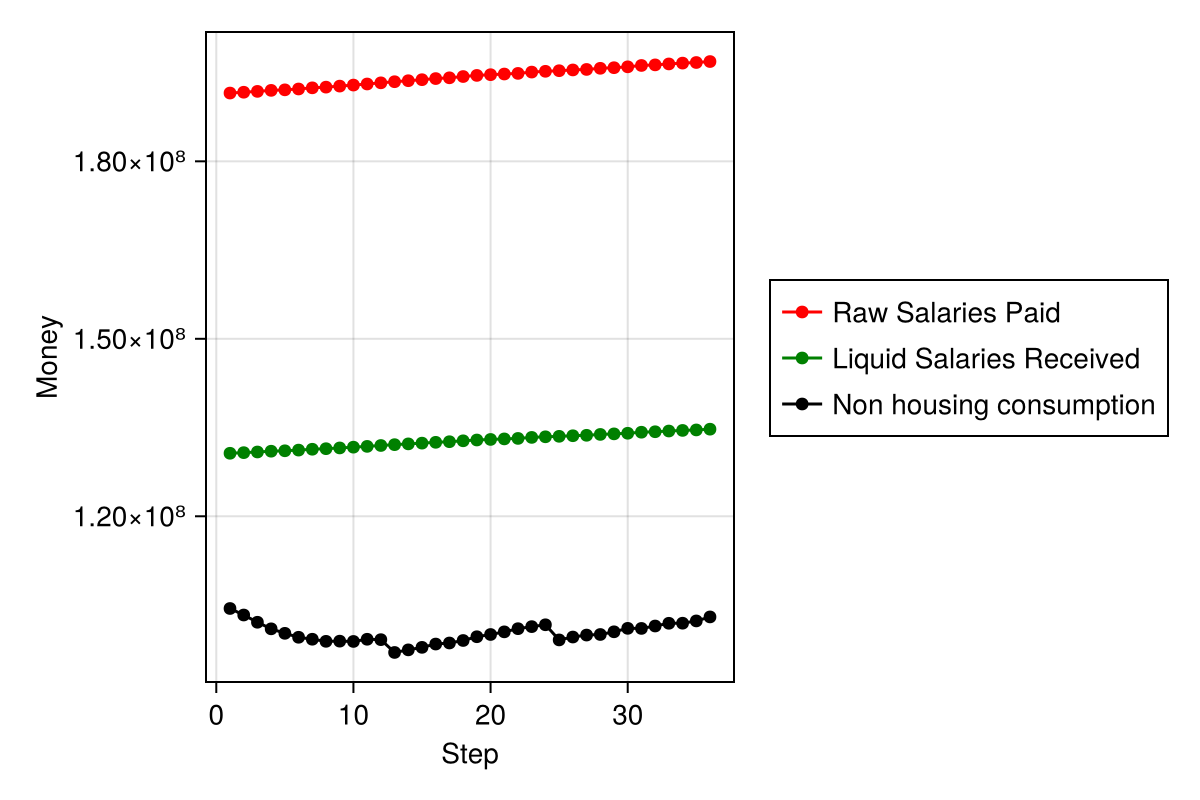 Money
1.80×10⁸
1.50×10⁸
1.20×10⁸
0 10 20 30
Step
Raw Salaries Paid
Liquid Salaries Received
Non housing consumption